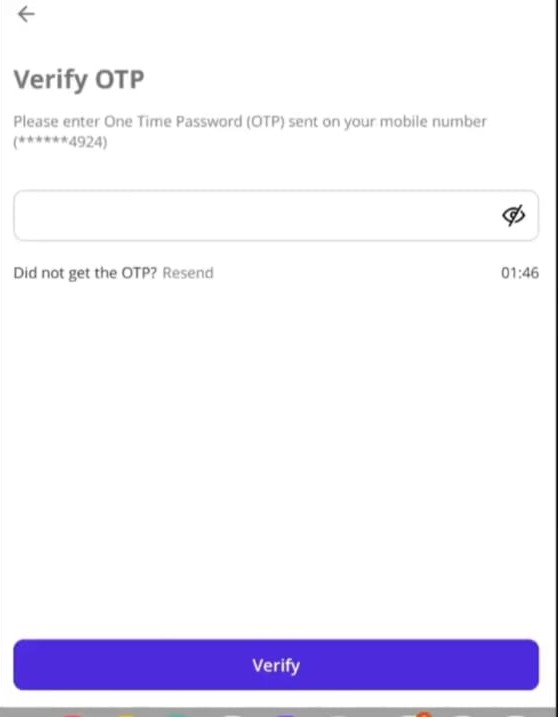 Verify OTP
Please enter One Time Password (OTP) sent on your mobile number
(******4924)
Did not get the OTP? Resend 01:46
Verify